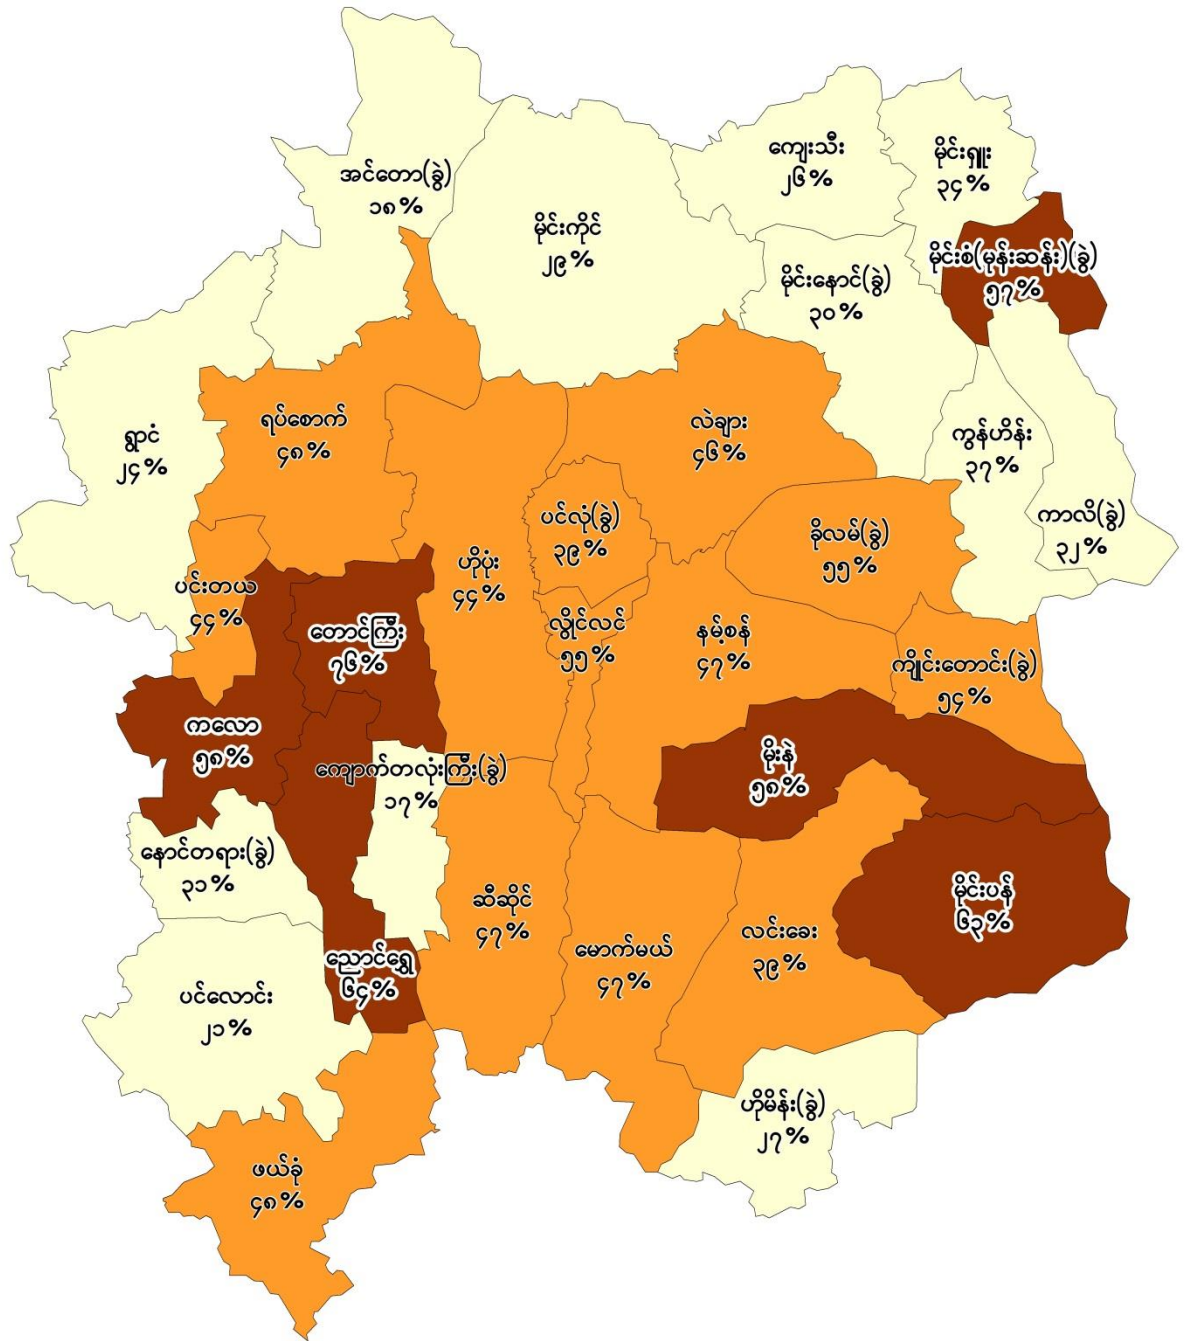 ကျေးသီး
၂၆%
မိုင်းရှူး
၃၄%
အင်တော(ခွဲ)
၁၈%
မိုင်းကိုင်
၂၉%
မိုင်းစံ(မုန်းဆန်း)(ခွဲ)
၅၇%
မိုင်းနောင်(ခွဲ)
၃၀%
ရွာငံ
၂၄%
ရပ်စောက်
၄၈%
လဲချား
၄၆%
ကွန်ဟိန်း
၃၇%
ကာလိ(ခွဲ)
၃၂%
ပင်လုံ(ခွဲ)
၃၉%
ခိုလမ်(ခွဲ)
၅၅%
ဟိုပုံး
၄၄%
ပင်းတယ
၄၄%
တောင်ကြီး
၇၆%
လွိုင်လင်
၅၅%
နမ့်စန်
၄၇%
ကျိုင်းတောင်း(ခွဲ)
၅၄%
ကလော
၅၈%
ကျောက်တလုံးကြီး(ခွဲ)
၁၇%
မိုးနဲ
၅၈%
နောင်တရား(ခွဲ)
၃၁%
ဆီဆိုင်
၄၇%
မိုင်းပန်
၆၃%
လင်းခေး
၃၉%
မောက်မယ်
၄၇%
ညောင်ရွှေ
၆၄%
ပင်လောင်း
၂၁%
ဟိုမိန်း(ခွဲ)
၂၇%
ဖယ်ခုံ
၄၈%